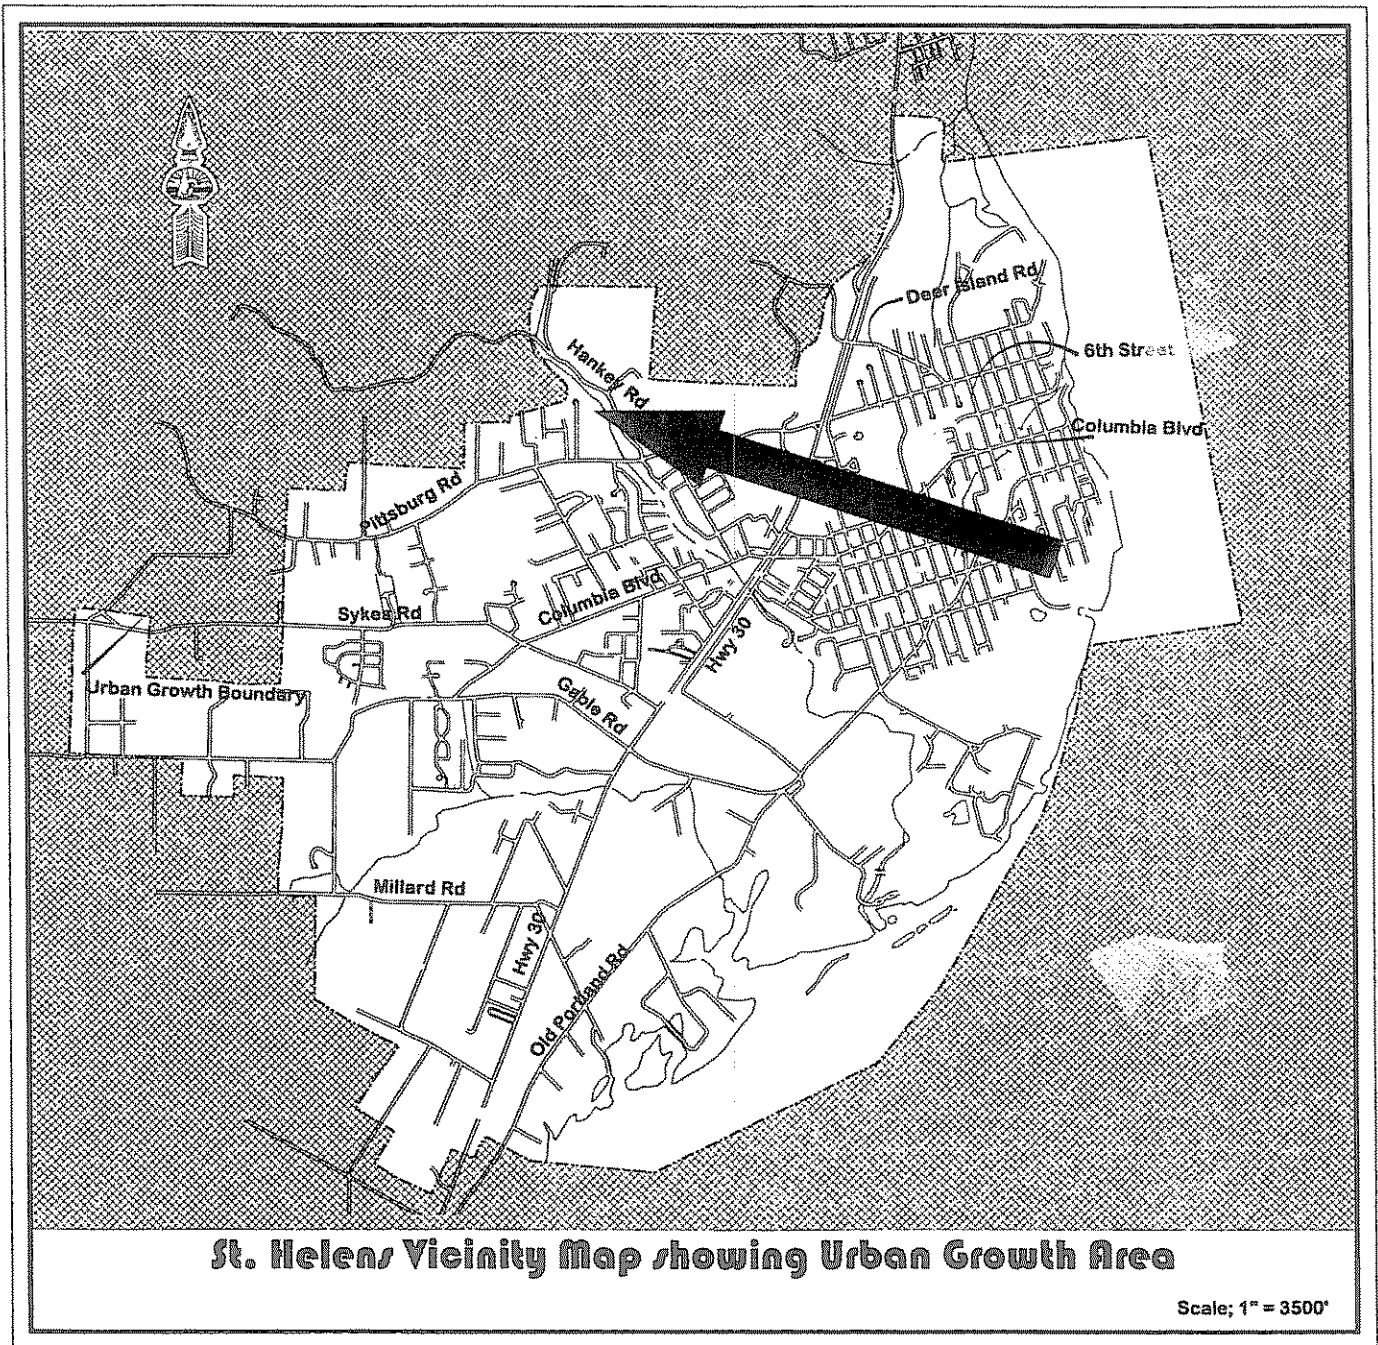 Deer Island Rd
6th Street
Hankey Rd
Columbia Blvd
Pittsburg Rd
Sykes Rd
Columbia Blvd
Hwy 30
Urban Growth Boundary
Gable Rd
Millard Rd
Hwy 30
Old Portland Rd
St. Helens Vicinity Map showing Urban Growth Area
Scale; 1" = 3500'